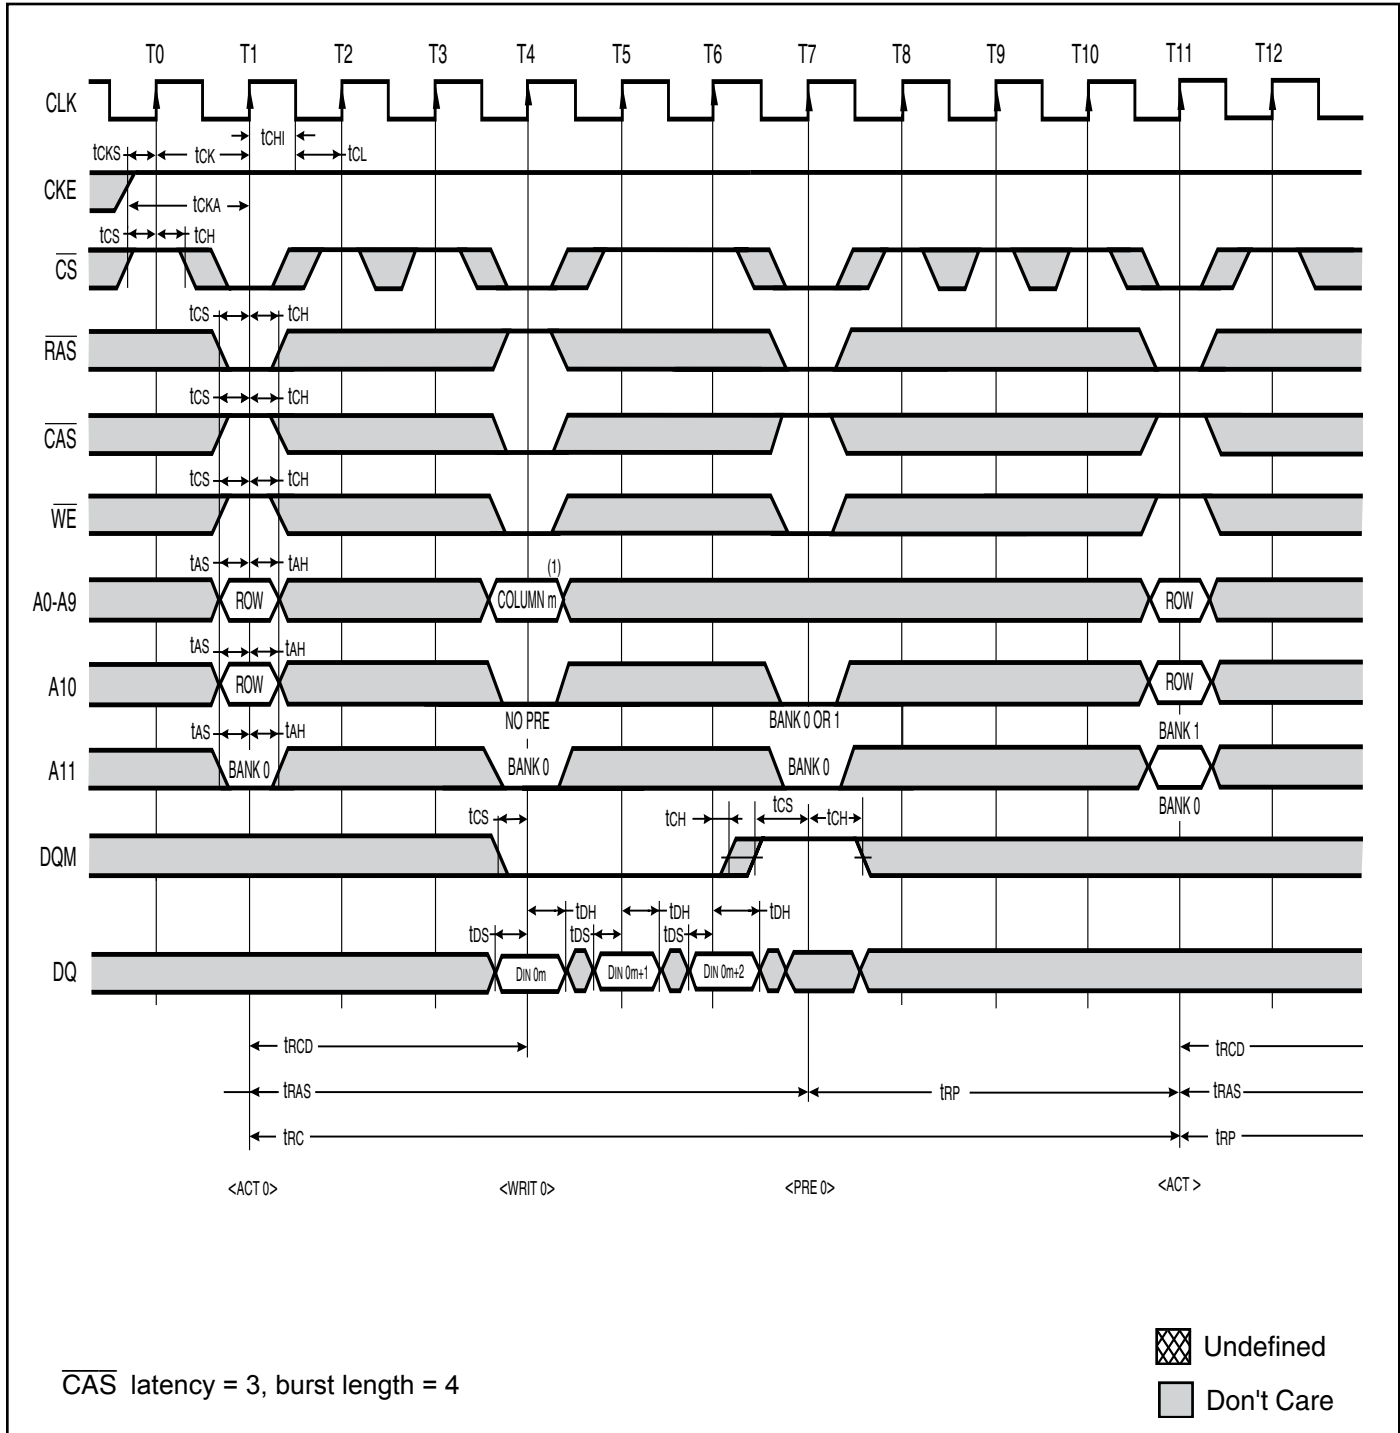 T0 T1 T2 T3 T4 T5 T6 T7 T8 T9 T10 T11 T12
CLK
tCHI
tCKS tCK tCL
CKE
tCKA
tCS tCH
CS
tCS tCH
RAS
tCS tCH
CAS
tCS tCH
WE
tAS tAH (1)
A0-A9 ROW COLUMN m ROW
tAS tAH
A10 ROW ROW
NO PRE BANK 0 OR 1
tAS tAH BANK 1
A11 BANK 0 BANK 0 BANK 0
BANK 0
tCS tCH tCS tCH
DQM
tDH tDH tDH
tDS tDS tDS
DQ DIN 0m DIN 0m+1 DIN 0m+2
tRCD tRCD
tRAS tRP tRAS
tRC tRP
<ACT 0> <WRIT 0> <PRE 0> <ACT >
Undefined
CAS latency = 3, burst length = 4
Don't Care